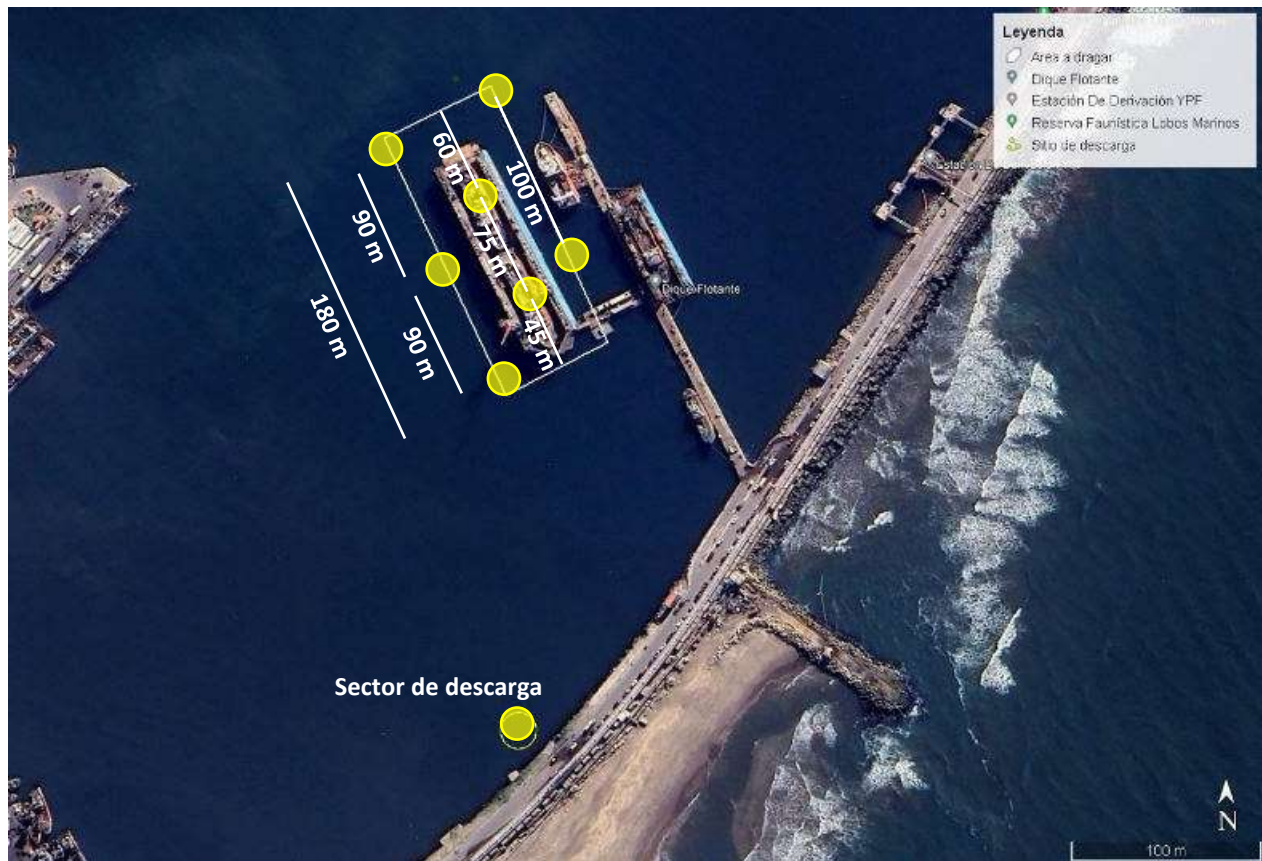 Leyenda
Area a dragar
Dique Flotante
Estación De Derivación YPF
Reserva Faunística Lobos Marinos
Sitio de descarga
60 m
100 m
90 m
75 m
180 m
90 m
45 m
Dique Flotante
Sector de descarga
N
100 m